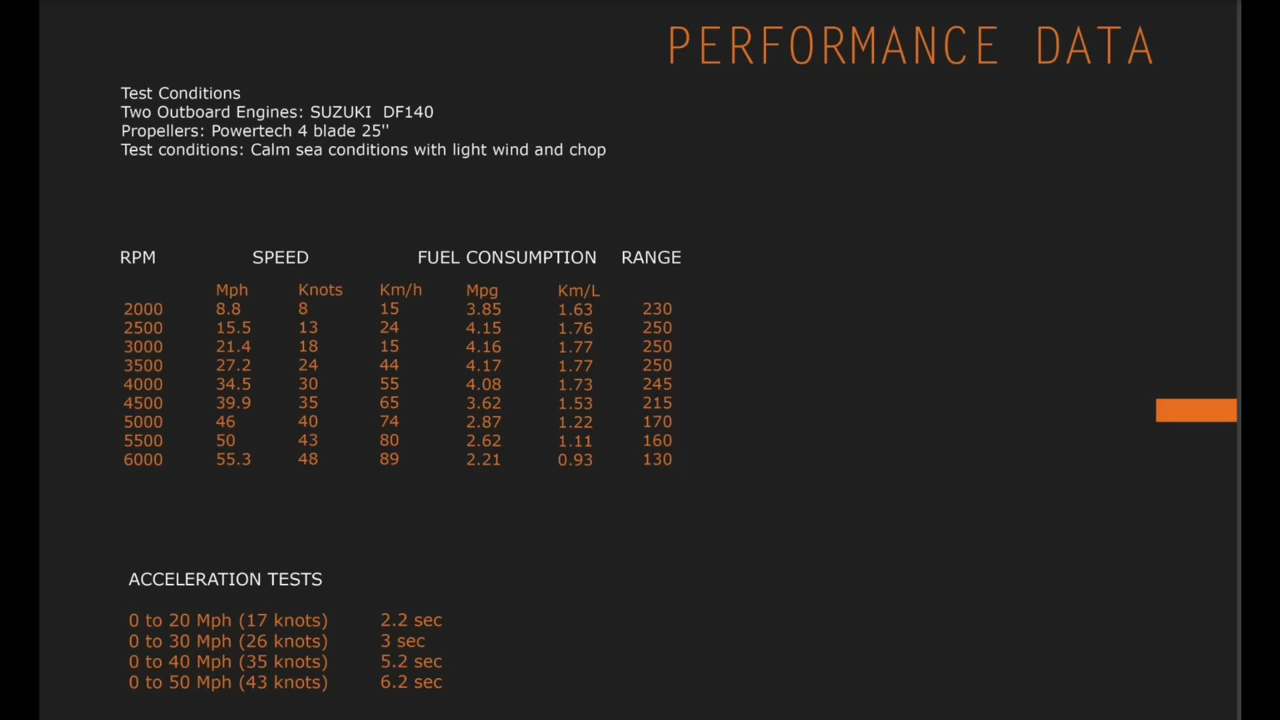 PERFORMANCE DATA
Test Conditions
Two Outboard Engines: SUZUKI DF140
Propellers: Powertech 4 blade 25''
Test conditions: Calm sea conditions with light wind and chop
RPM SPEED FUEL CONSUMPTION RANGE
Mph Knots Km/h Mpg Km/L
2000 8.8 8 15 3.85 1.63 230
2500 15.5 13 24 4.15 1.76 250
3000 21.4 18 15 4.16 1.77 250
3500 27.2 24 44 4.17 1.77 250
4000 34.5 30 55 4.08 1.73 245
4500 39.9 35 65 3.62 1.53 215
5000 46 40 74 2.87 1.22 170
5500 50 43 80 2.62 1.11 160
6000 55.3 48 89 2.21 0.93 130
ACCELERATION TESTS
0 to 20 Mph (17 knots) 2.2 sec
0 to 30 Mph (26 knots) 3 sec
0 to 40 Mph (35 knots) 5.2 sec
0 to 50 Mph (43 knots) 6.2 sec